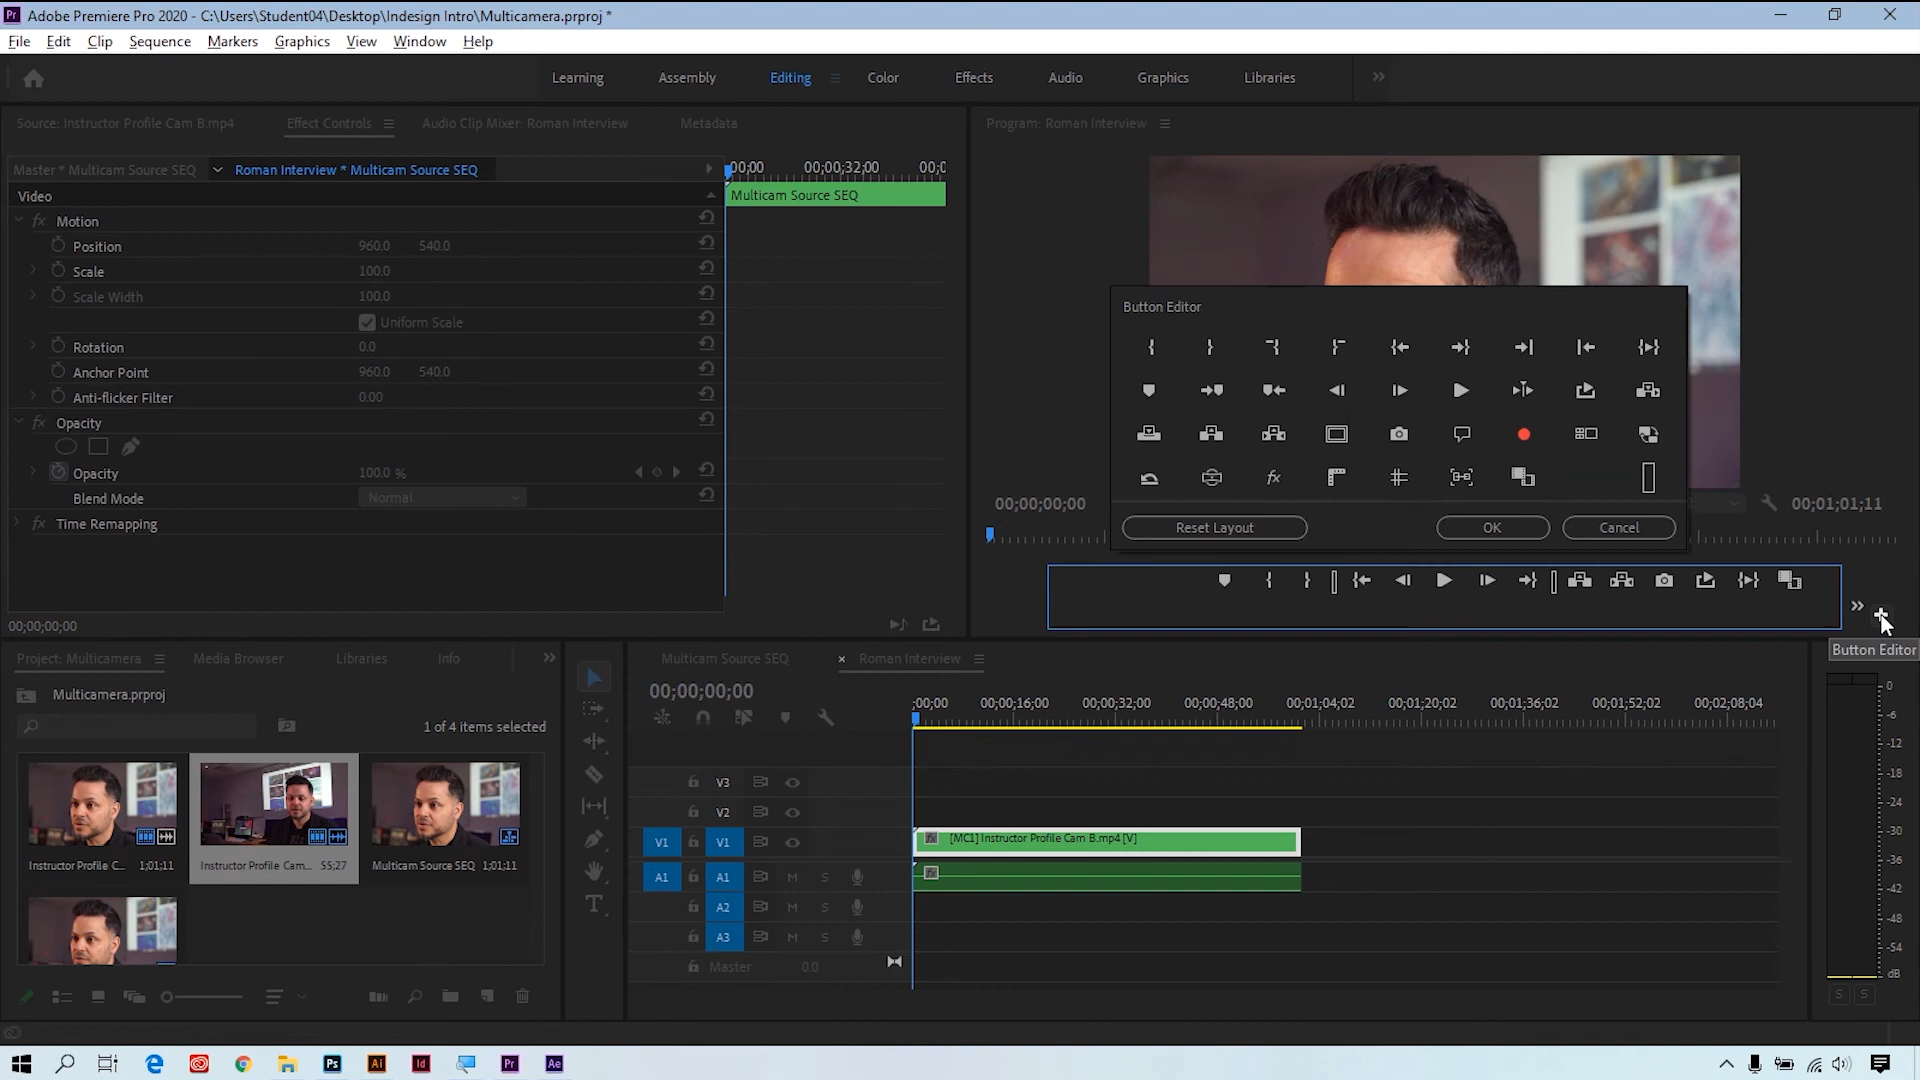 Adobe Premiere Pro 2020 - C:\Users\Student04\Desktop\Indesign Intro\Multicamera.prproj *
File Edit Clip Sequence Markers Graphics View Window Help
Learning Assembly Editing Color Effects Audio Graphics Libraries
Source: Instructor Profile Cam B.mp4 Effect Controls Audio Clip Mixer: Roman Interview Metadata
Program: Roman Interview
Master * Multicam Source SEQ Roman Interview * Multicam Source SEQ
;00;00 00;00;32;00 00;0
Video
Multicam Source SEQ
fx Motion
Position 960.0 540.0
Scale 100.0
Scale Width 100.0
Uniform Scale
Rotation 0.0
Anchor Point 960.0 540.0
Anti-flicker Filter 0.00
fx Opacity
Opacity 100.0 %
Blend Mode Normal
fx Time Remapping
00;00;00;00
Button Editor
fx
Reset Layout OK Cancel
00;00;00;00 00;01;01;11
Button Editor
Project: Multicamera Media Browser Libraries Info
Multicamera.prproj
1 of 4 items selected
Instructor Profile C... 1;01;11
Instructor Profile Cam... 55;27
Multicam Source SEQ 1;01;11
Multicam Source SEQ × Roman Interview
00;00;00;00
;00;00 00;00;16;00 00;00;32;00 00;00;48;00 00;01;04;02 00;01;20;02 00;01;36;02 00;01;52;02 00;02;08;04
V3
V2
V1 V1
fx [MC1] Instructor Profile Cam B.mp4 [V]
A1 A1 M S
fx
A2 M S
A3 M S
Master 0.0
0
-6
-12
-18
-24
-30
-36
-42
-48
-54
dB
S S
Ps Ai Id Pr Ae